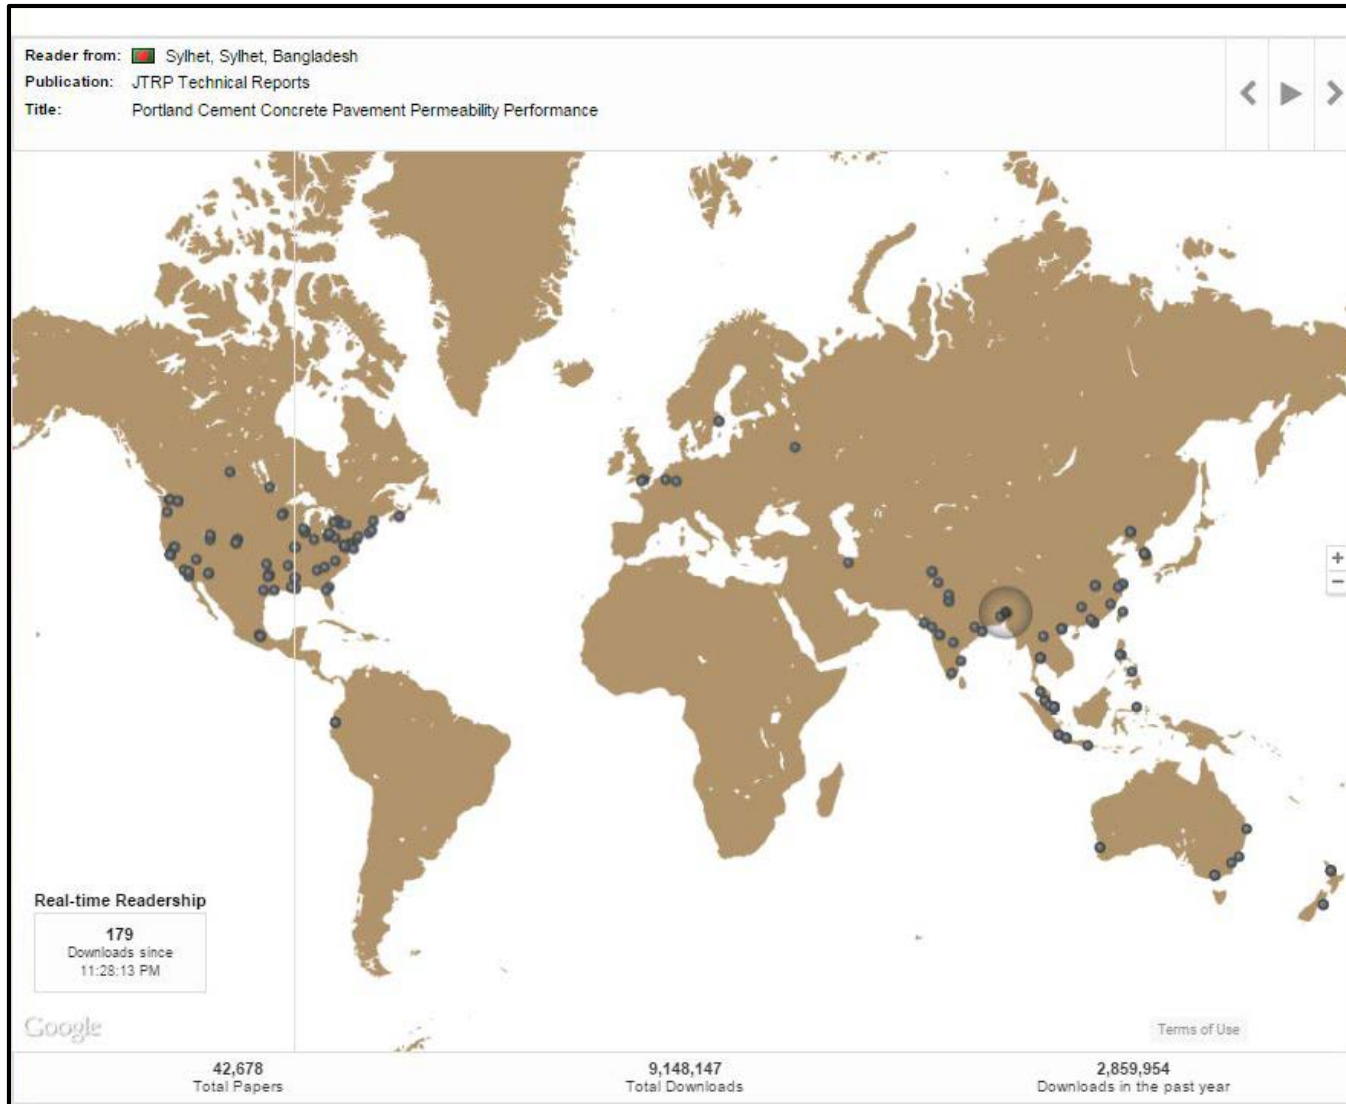 Reader from: Sylhet, Sylhet, Bangladesh
Publication: JTRP Technical Reports
Title: Portland Cement Concrete Pavement Permeability Performance
+
−
Real-time Readership
179
Downloads since
11:28:13 PM
Google
Terms of Use
42,678
Total Papers
9,148,147
Total Downloads
2,859,954
Downloads in the past year